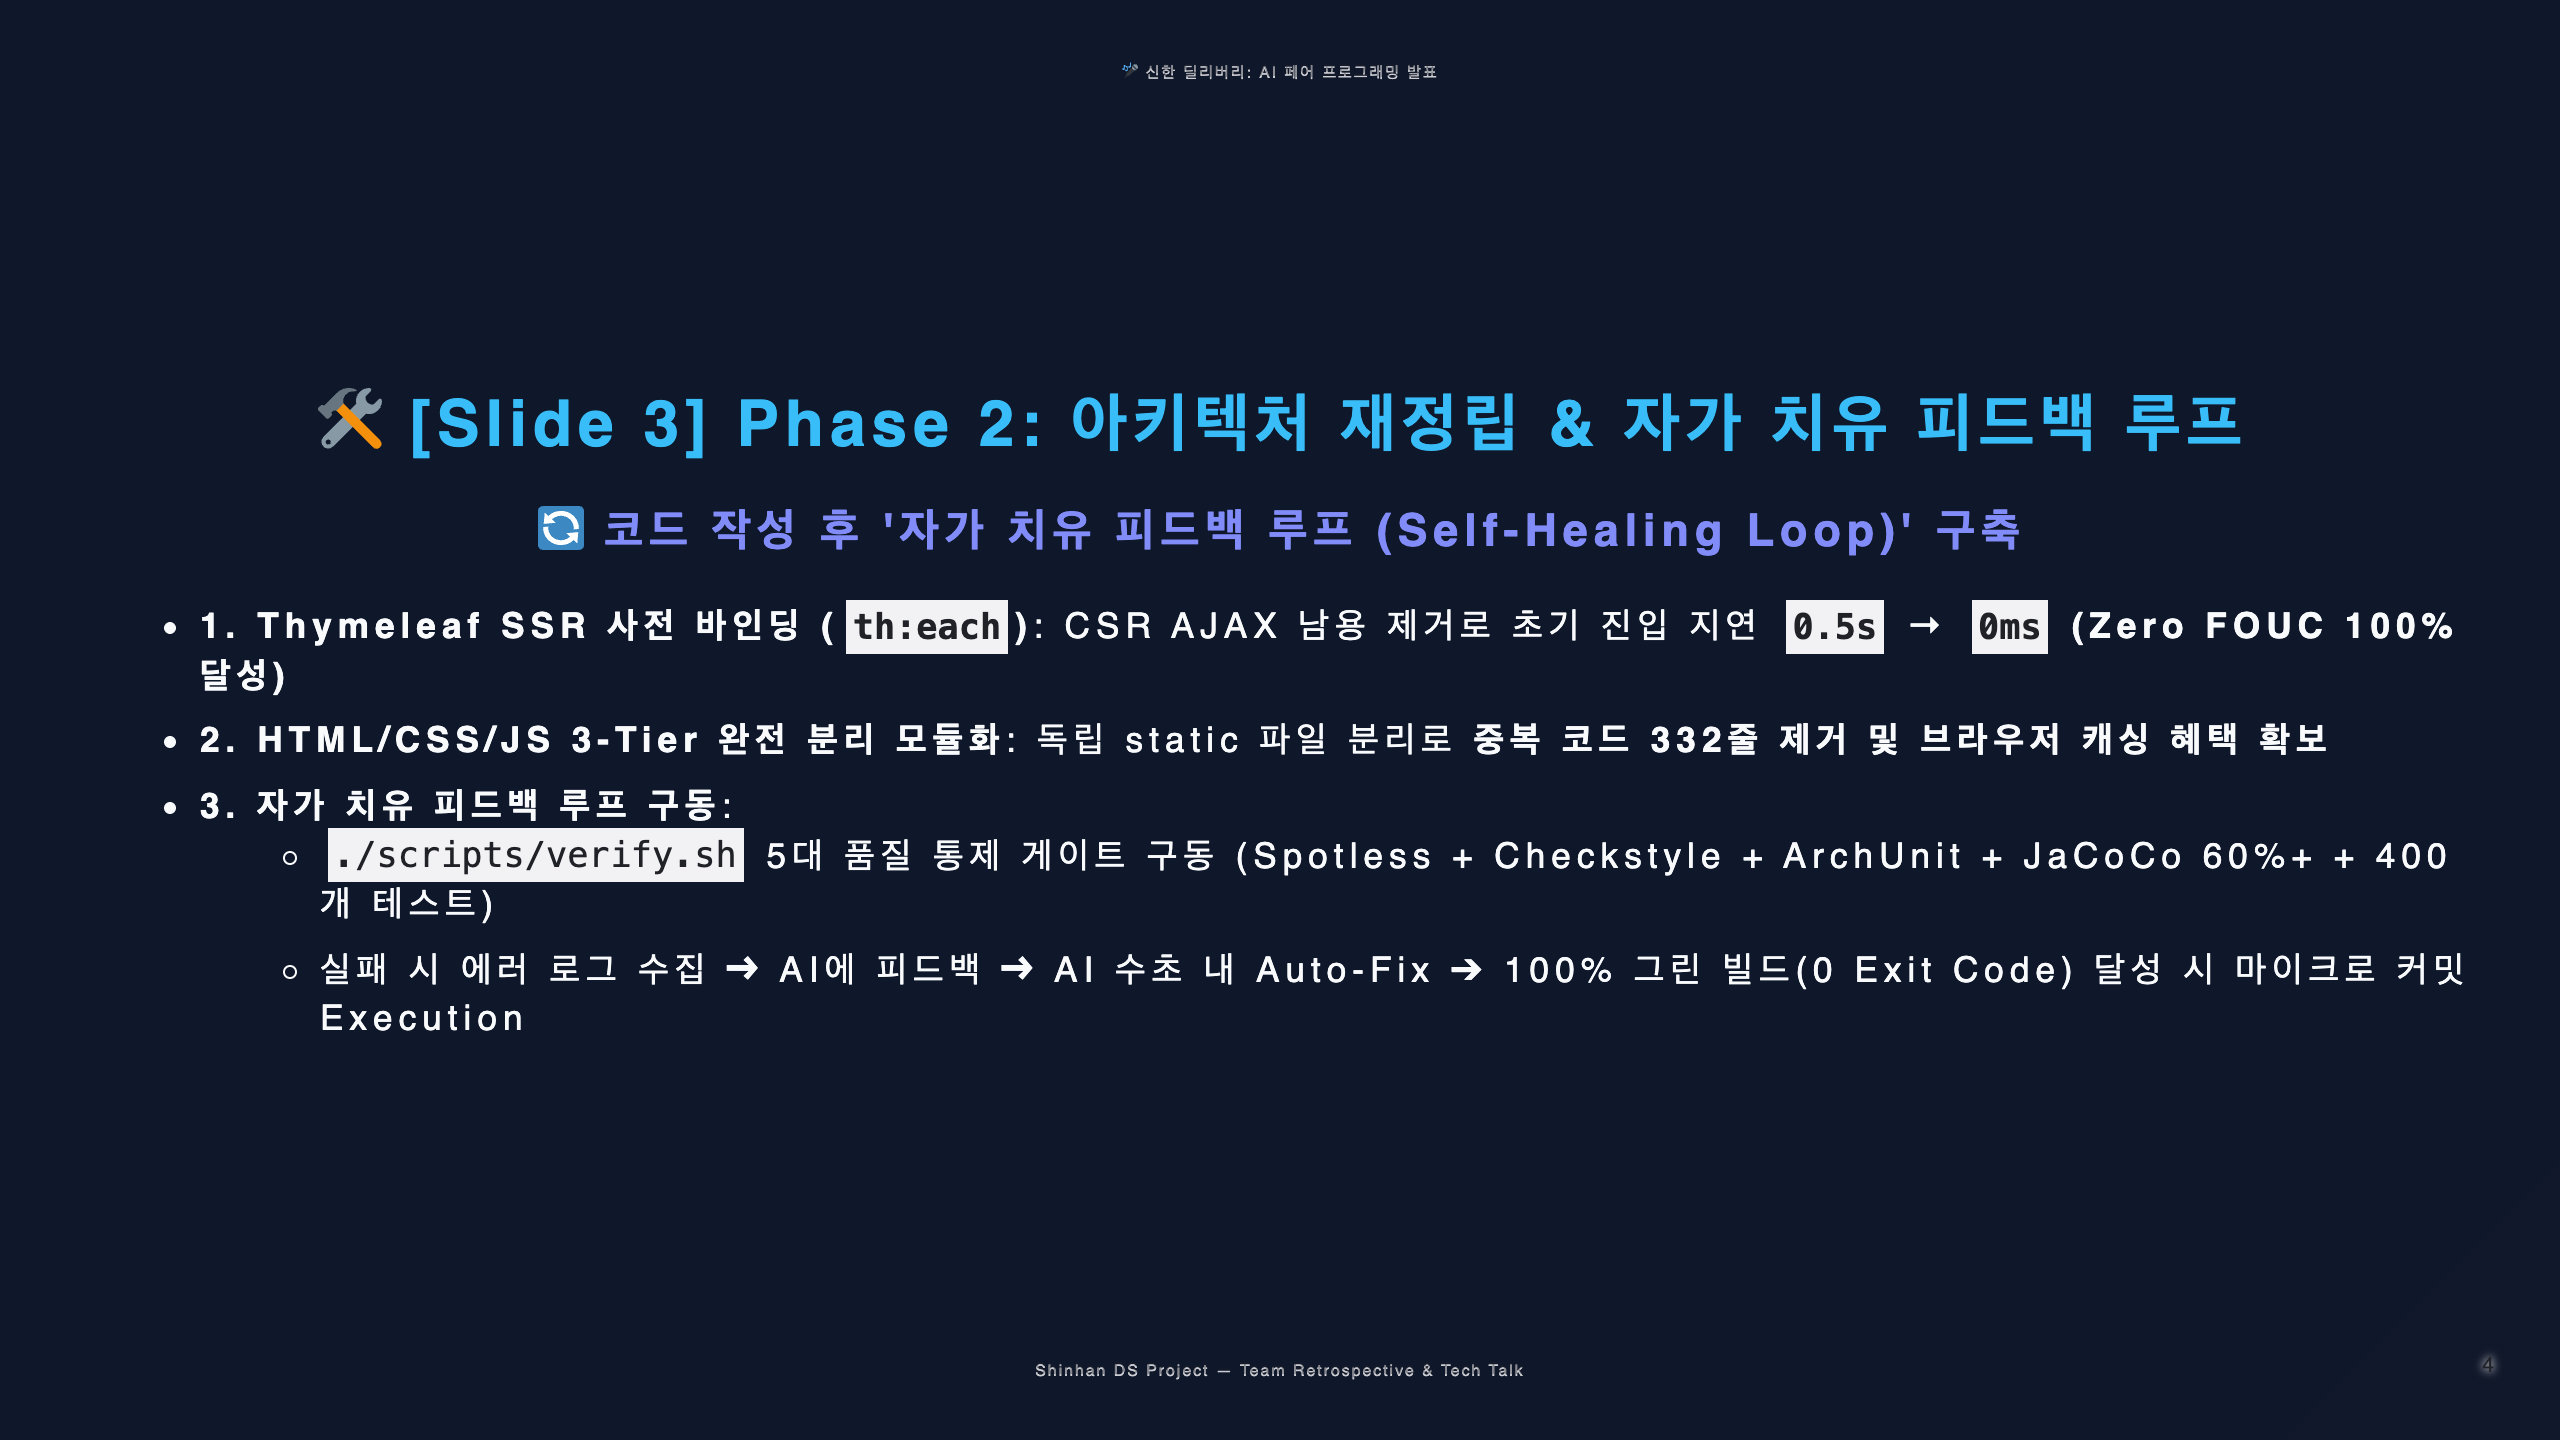 신한 딜리버리: AI 페어 프로그래밍 발표
[Slide 3] Phase 2: 아키텍처 재정립 & 자가 치유 피드백 루프
코드 작성 후 '자가 치유 피드백 루프 (Self-Healing Loop)' 구축
• 1. Thymeleaf SSR 사전 바인딩 ( th:each ): CSR AJAX 남용 제거로 초기 진입 지연 0.5s → 0ms (Zero FOUC 100%
달성)
• 2. HTML/CSS/JS 3-Tier 완전 분리 모듈화: 독립 static 파일 분리로 중복 코드 332줄 제거 및 브라우저 캐싱 혜택 확보
• 3. 자가 치유 피드백 루프 구동:
◦ ./scripts/verify.sh 5대 품질 통제 게이트 구동 (Spotless + Checkstyle + ArchUnit + JaCoCo 60%+ + 400
개 테스트)
◦ 실패 시 에러 로그 수집 ➔ AI에 피드백 ➔ AI 수초 내 Auto-Fix ➔ 100% 그린 빌드(0 Exit Code) 달성 시 마이크로 커밋
Execution
Shinhan DS Project — Team Retrospective & Tech Talk
4